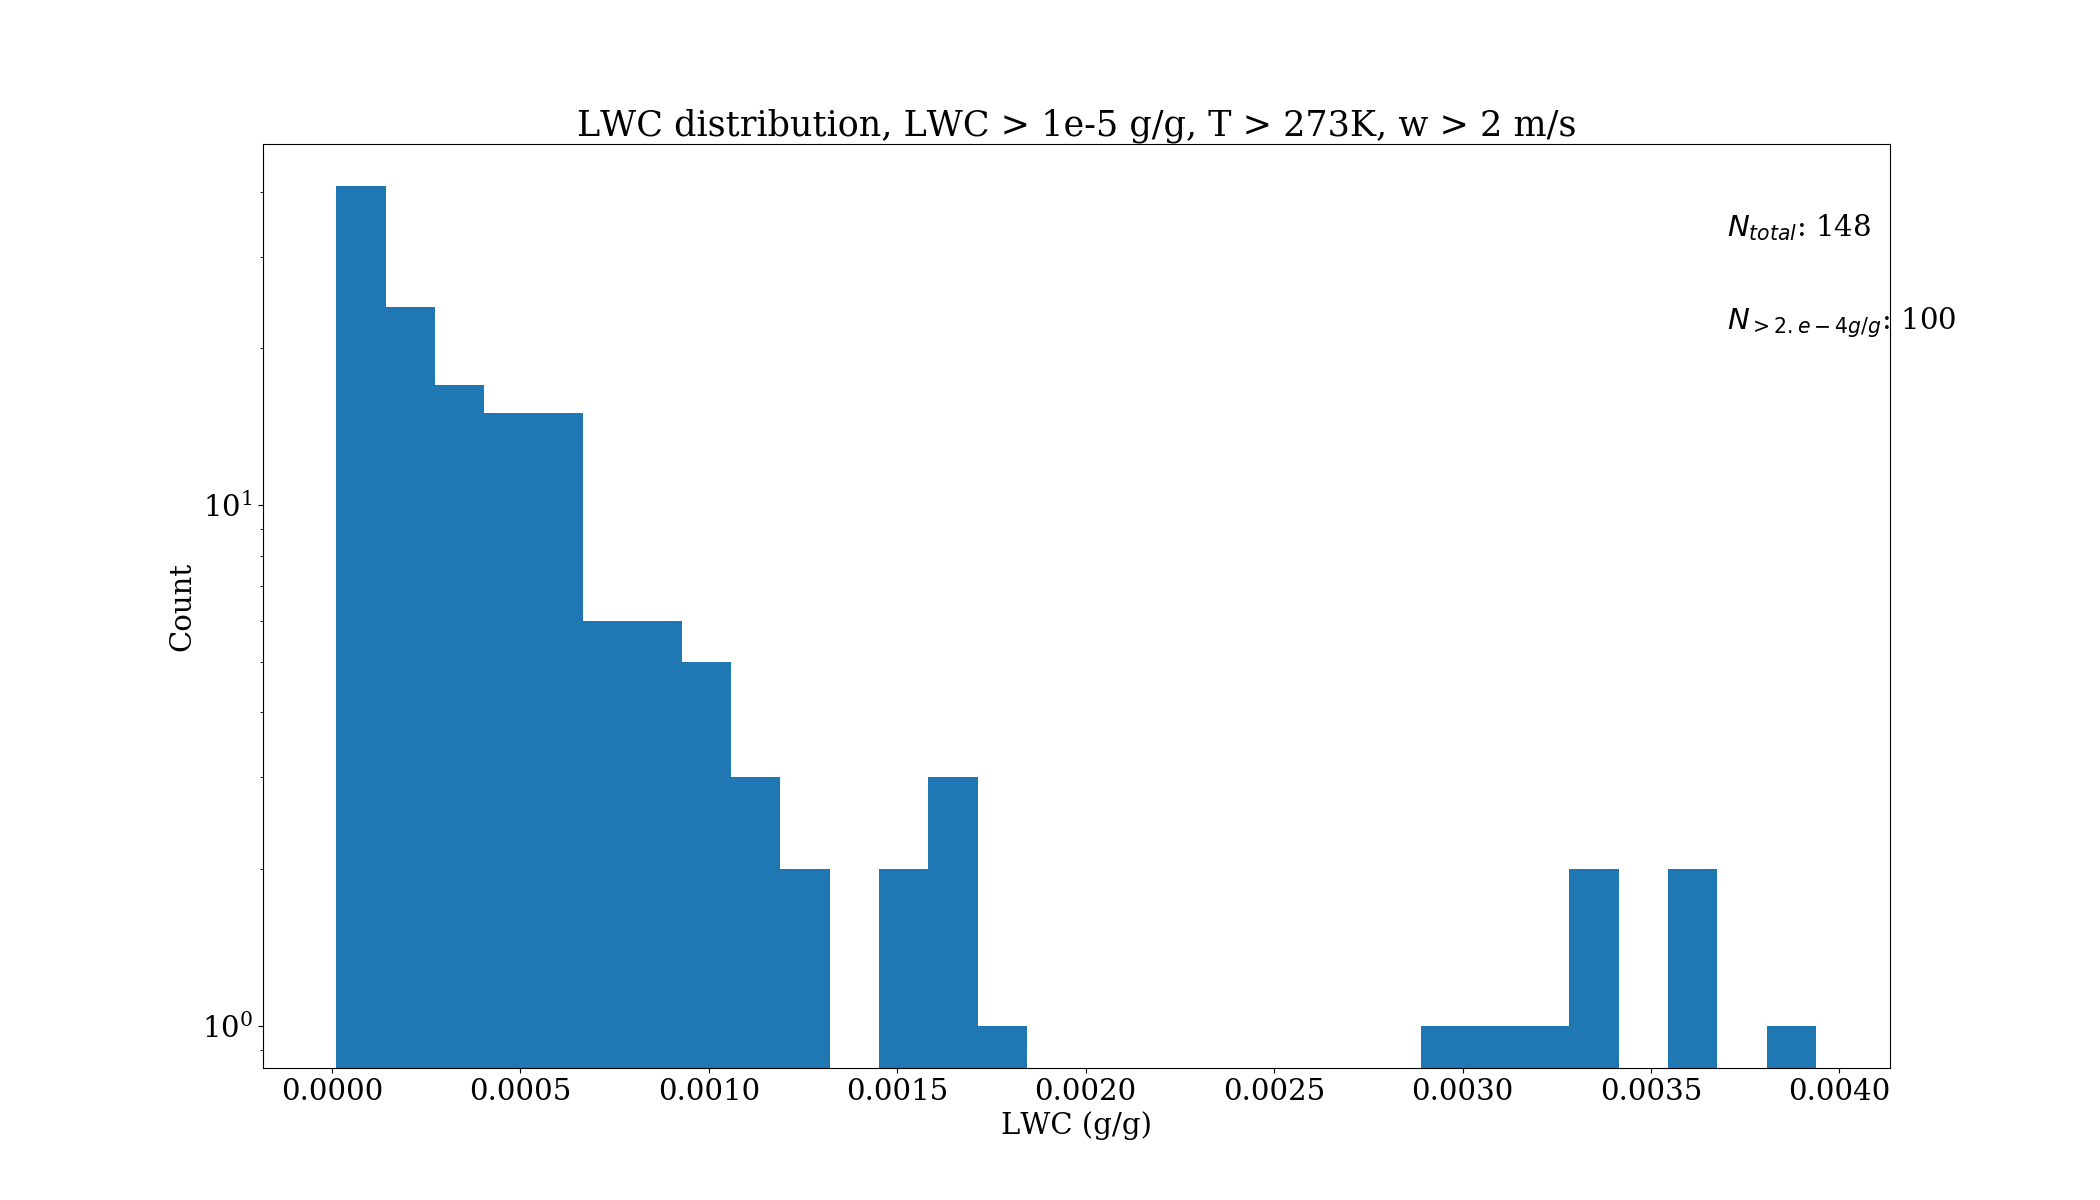 LWC distribution, LWC > 1e-5 g/g, T > 273K, w > 2 m/s
N_total: 148
N_>2.e−4g/g: 100
10^1
10^0
Count
0.0000 0.0005 0.0010 0.0015 0.0020 0.0025 0.0030 0.0035 0.0040
LWC (g/g)